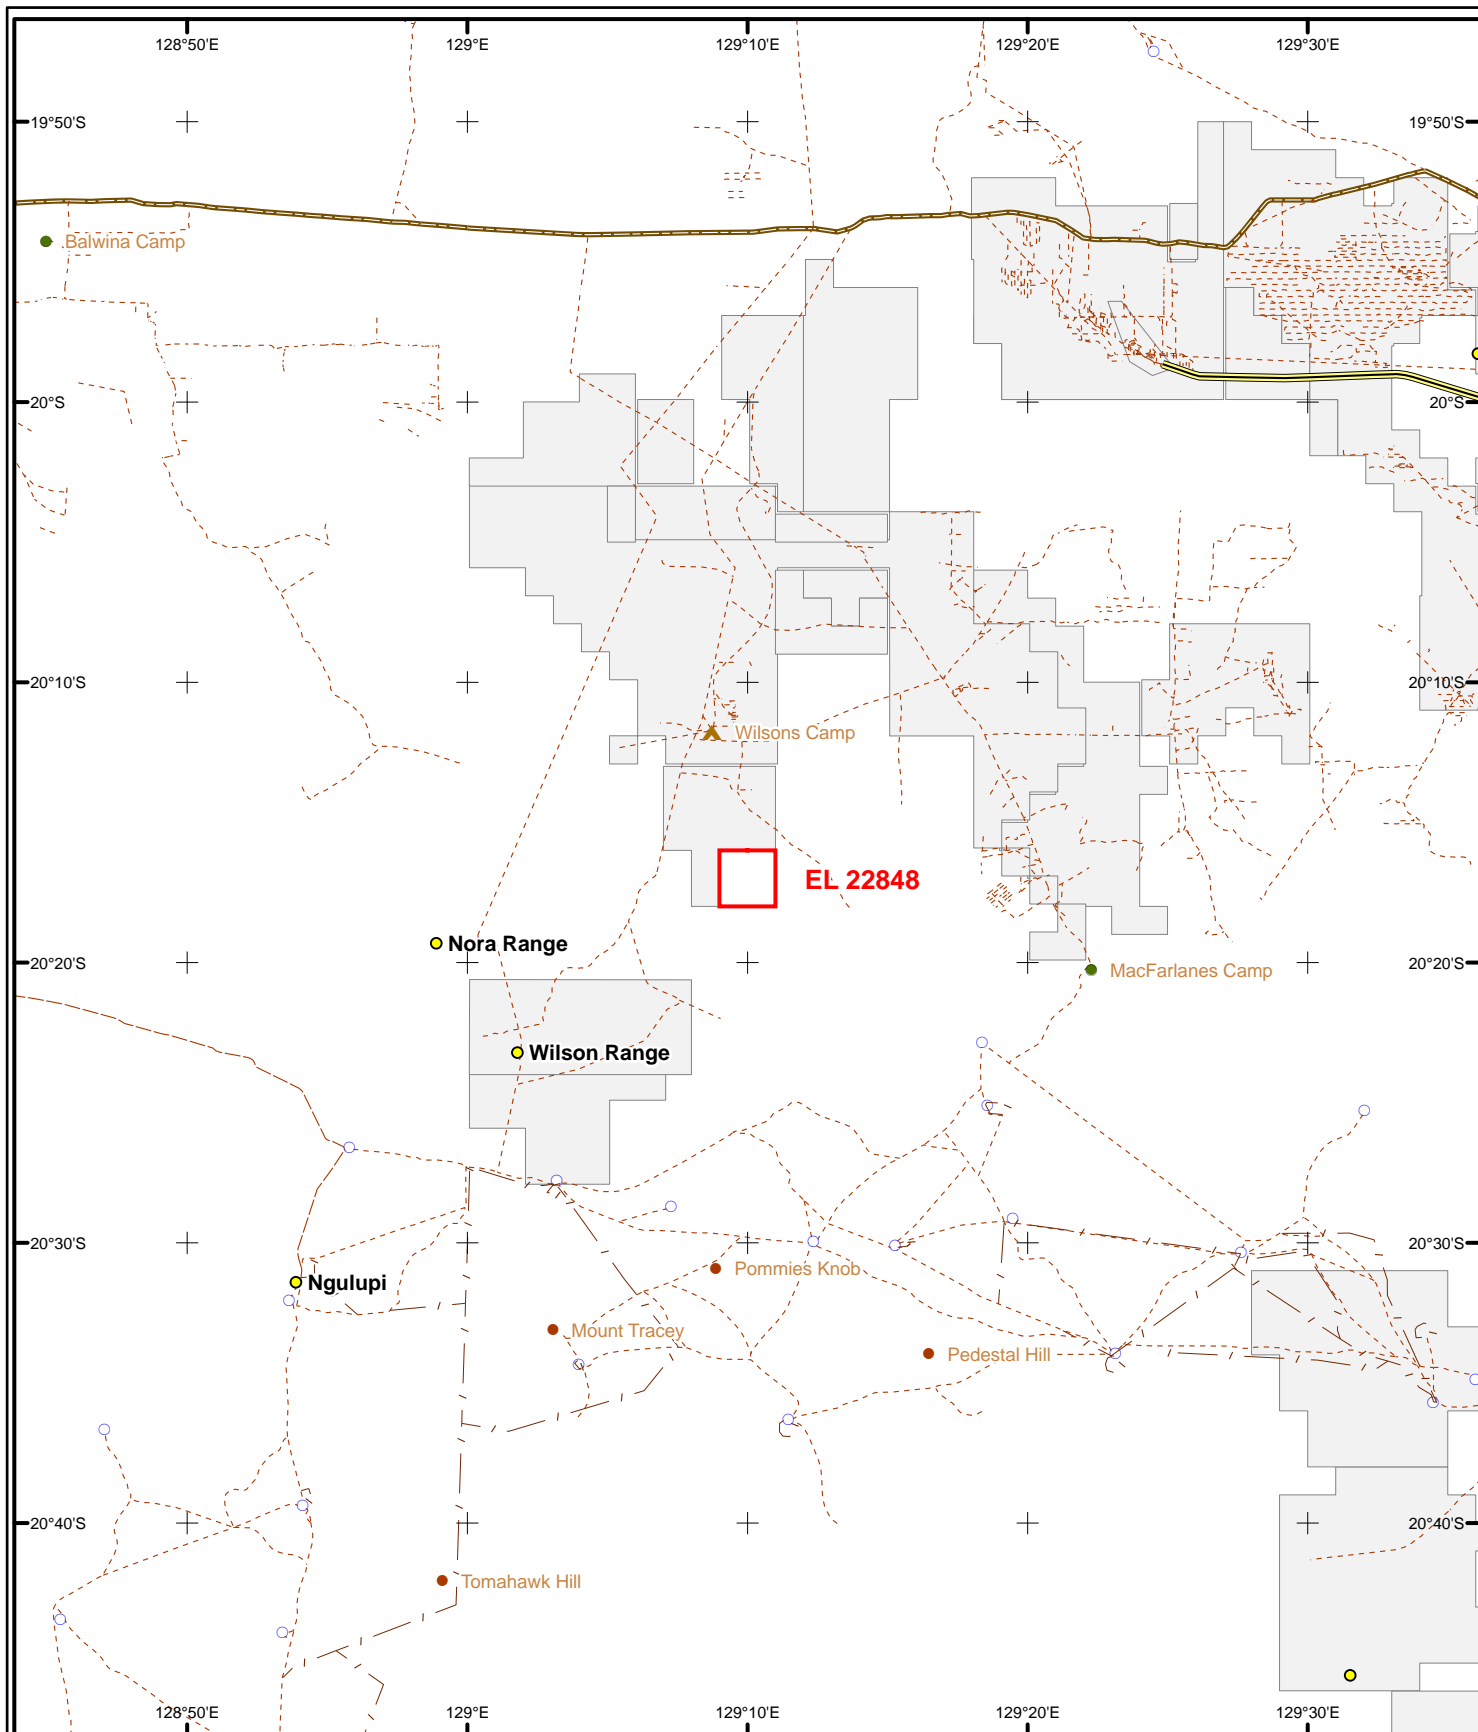 128°50'E
129°E
129°10'E
129°20'E
129°30'E
19°50'S
19°50'S
Balwina Camp
20°S
20°S
20°10'S
20°10'S
Wilsons Camp
EL 22848
Nora Range
20°20'S
20°20'S
MacFarlanes Camp
Wilson Range
20°30'S
20°30'S
Pommies Knob
Ngulupi
Mount Tracey
Pedestal Hill
20°40'S
20°40'S
Tomahawk Hill
128°50'E
129°E
129°10'E
129°20'E
129°30'E